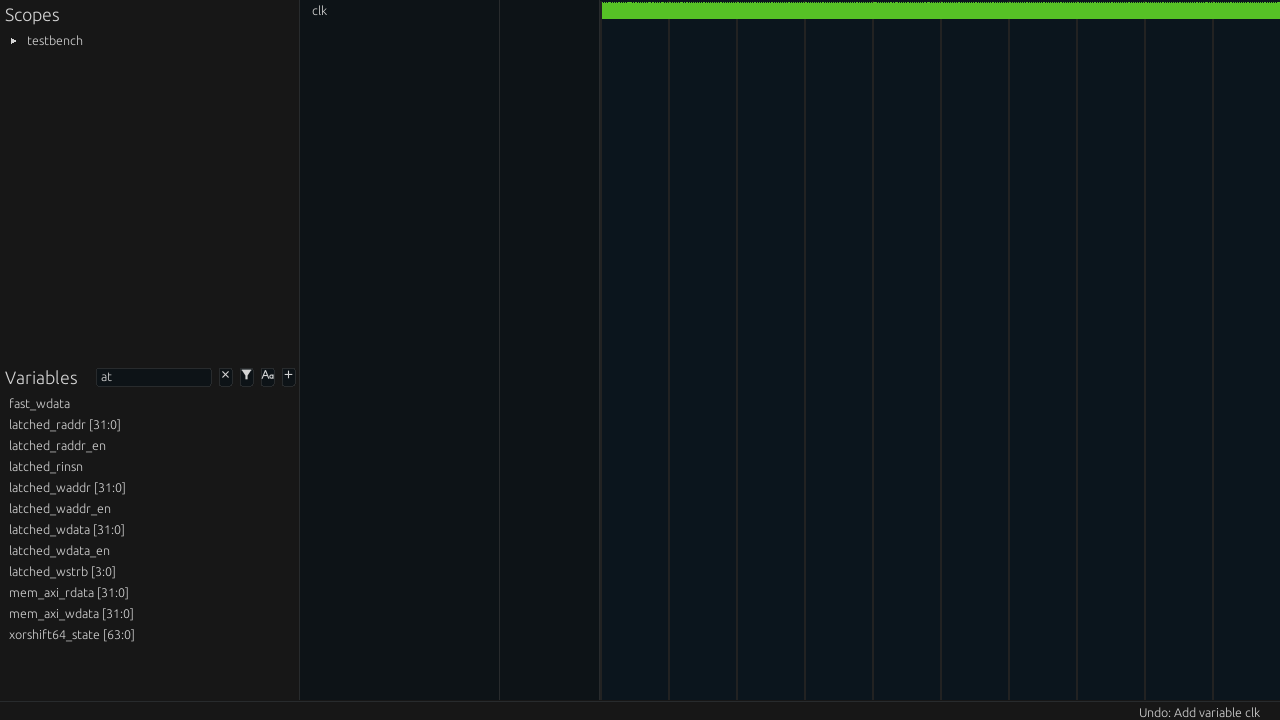 Scopes
testbench
clk
Variables
at
fast_wdata
latched_raddr [31:0]
latched_raddr_en
latched_rinsn
latched_waddr [31:0]
latched_waddr_en
latched_wdata [31:0]
latched_wdata_en
latched_wstrb [3:0]
mem_axi_rdata [31:0]
mem_axi_wdata [31:0]
xorshift64_state [63:0]
Undo: Add variable clk